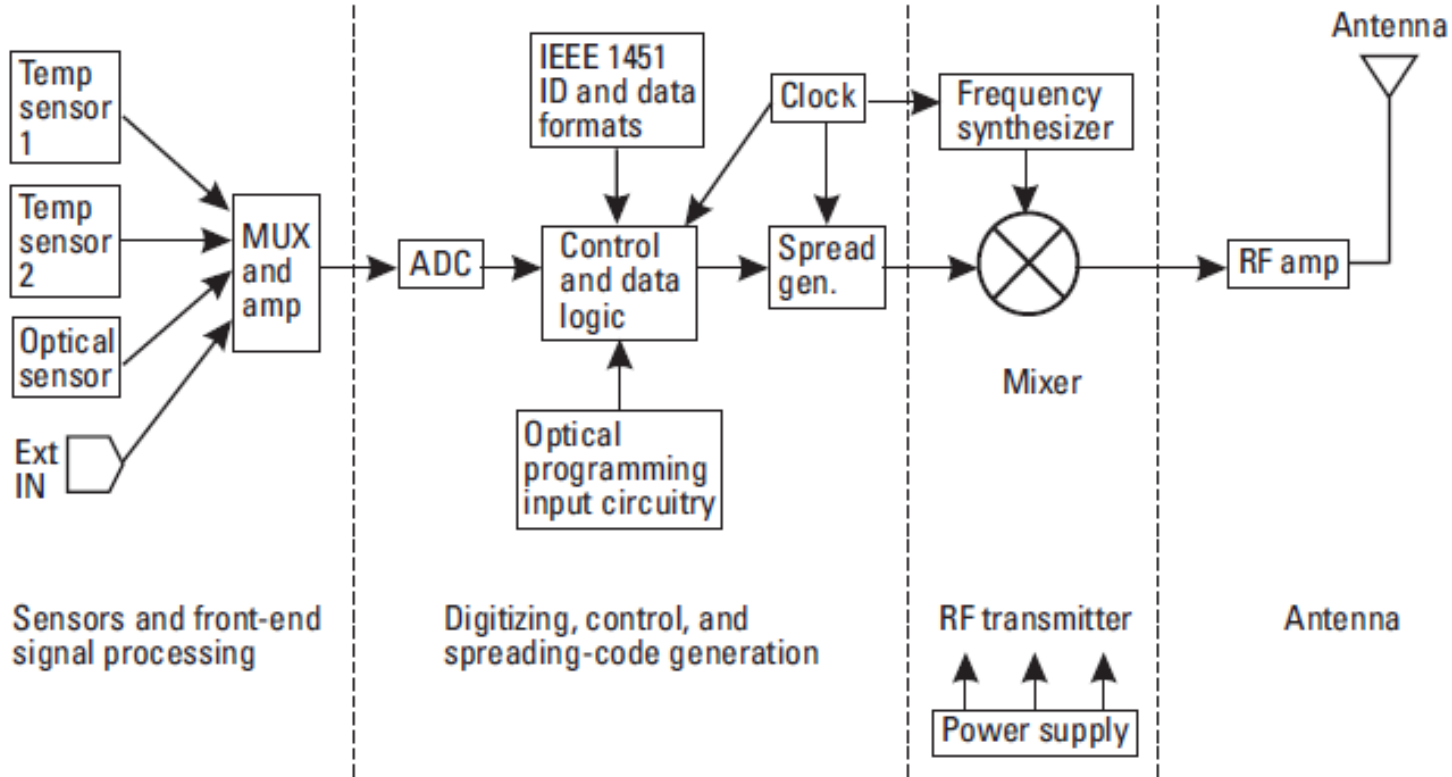 Temp
sensor
1
Temp
sensor
2
Optical
sensor
Ext
IN
MUX
and
amp
ADC
IEEE 1451
ID and data
formats
Control
and data
logic
Optical
programming
input circuitry
Clock
Spread
gen.
Frequency
synthesizer
Mixer
RF amp
Antenna
Sensors and front-end
signal processing
Digitizing, control, and
spreading-code generation
RF transmitter
Power supply
Antenna